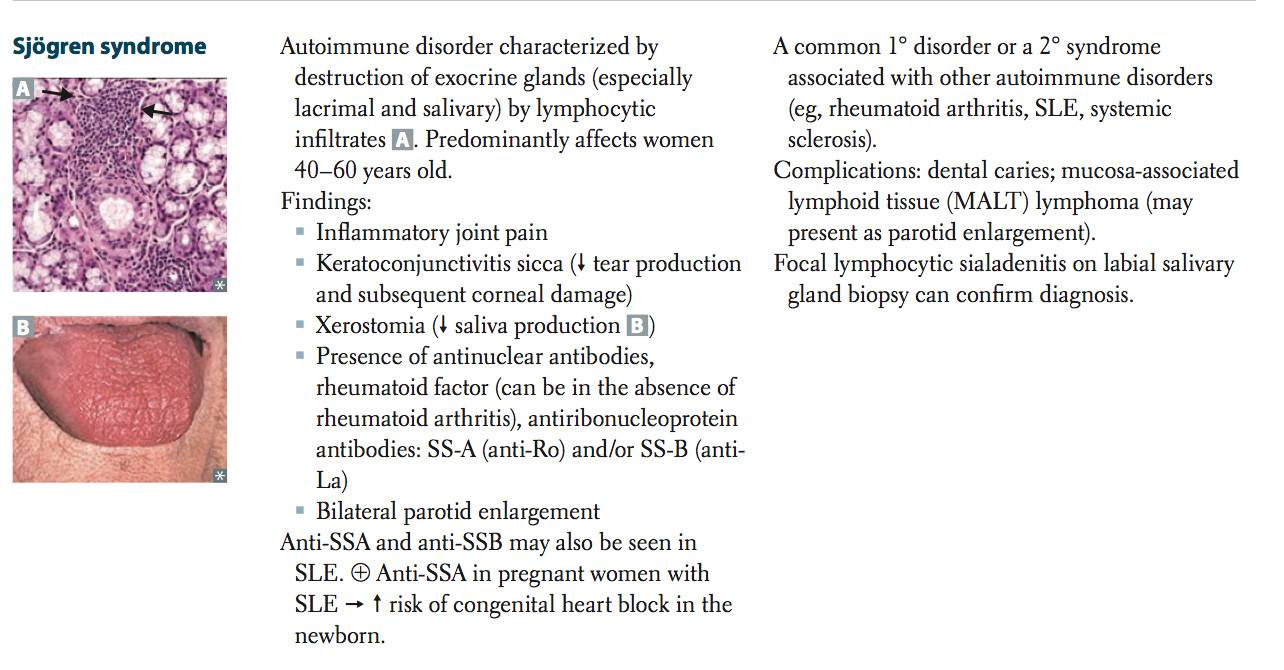 Sjögren syndrome
A
B
Autoimmune disorder characterized by
destruction of exocrine glands (especially
lacrimal and salivary) by lymphocytic
infiltrates A. Predominantly affects women
40–60 years old.
Findings:
▪ Inflammatory joint pain
▪ Keratoconjunctivitis sicca (↓ tear production
and subsequent corneal damage)
▪ Xerostomia (↓ saliva production B)
▪ Presence of antinuclear antibodies,
rheumatoid factor (can be in the absence of
rheumatoid arthritis), antiribonucleoprotein
antibodies: SS-A (anti-Ro) and/or SS-B (anti-
La)
▪ Bilateral parotid enlargement
Anti-SSA and anti-SSB may also be seen in
SLE. ⊕ Anti-SSA in pregnant women with
SLE → ↑ risk of congenital heart block in the
newborn.
A common 1° disorder or a 2° syndrome
associated with other autoimmune disorders
(eg, rheumatoid arthritis, SLE, systemic
sclerosis).
Complications: dental caries; mucosa-associated
lymphoid tissue (MALT) lymphoma (may
present as parotid enlargement).
Focal lymphocytic sialadenitis on labial salivary
gland biopsy can confirm diagnosis.